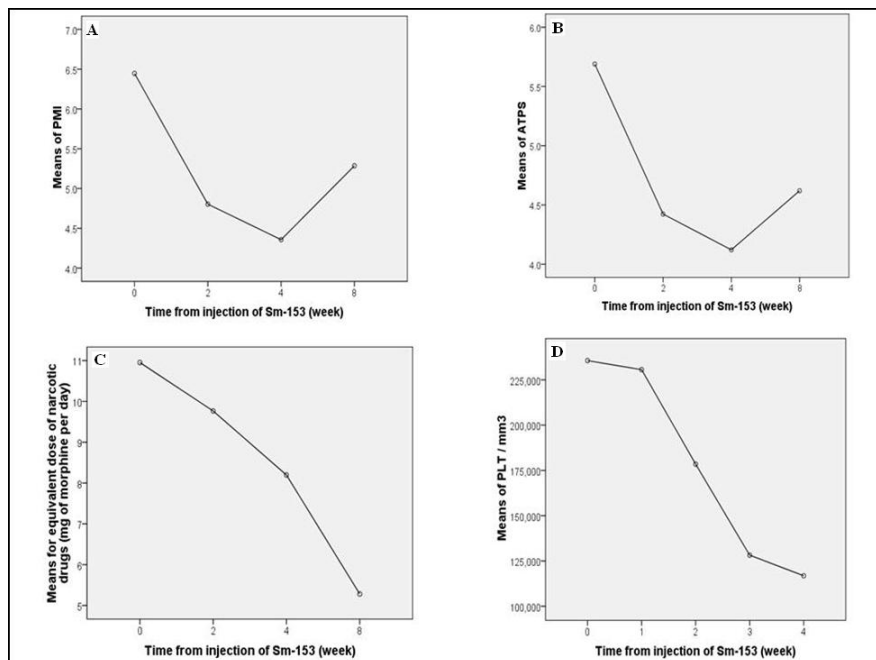 A
Means of PMI
7.0
6.5
6.0
5.5
5.0
4.5
4.0
0 2 4 8
Time from injection of Sm-153 (week)
B
Means of ATPS
6.0
5.5
5.0
4.5
4.0
0 2 4 8
Time from injection of Sm-153 (week)
C
Means for equivalent dose of narcotic
drugs (mg of morphine per day)
11
10
9
8
7
6
5
0 2 4 8
Time from injection of Sm-153 (week)
D
Means of PLT / mm3
225,000
200,000
175,000
150,000
125,000
100,000
0 1 2 3 4
Time from injection of Sm-153 (week)